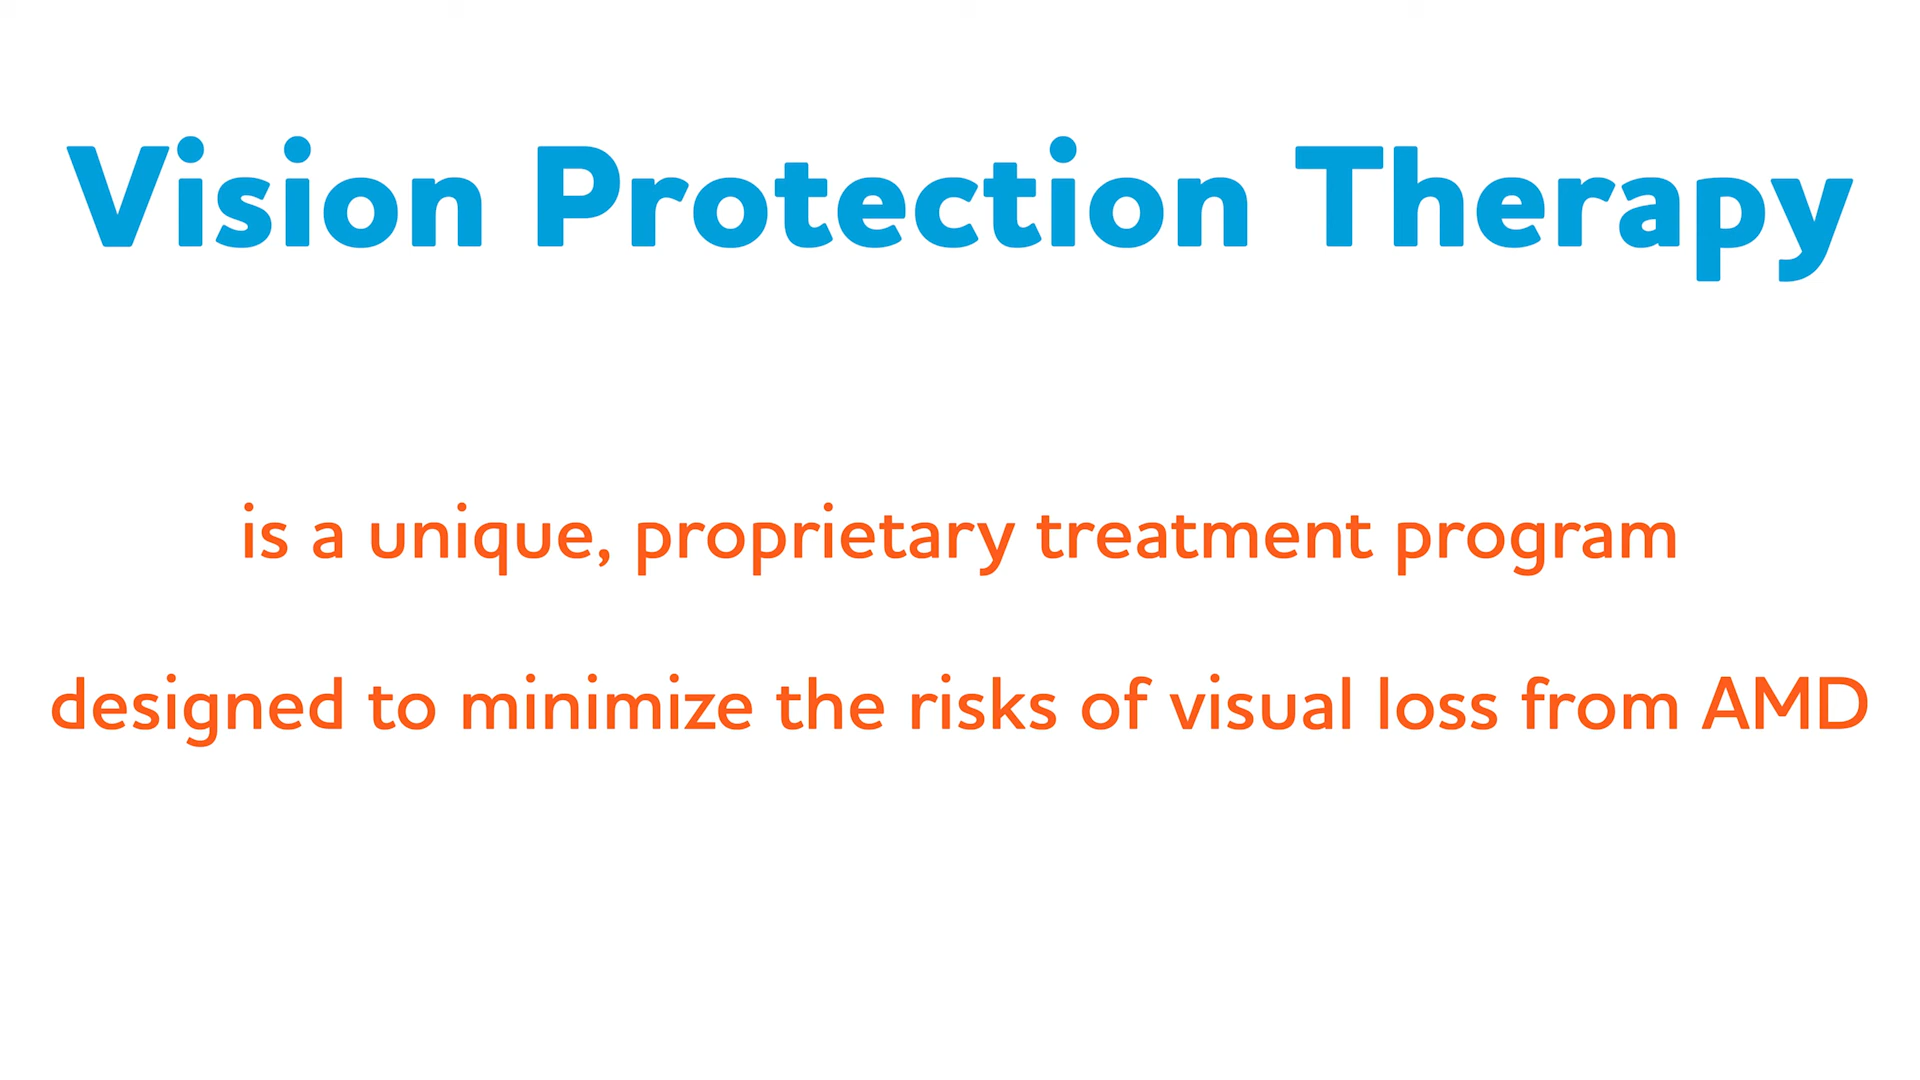 Vision Protection Therapy
is a unique, proprietary treatment program
designed to minimize the risks of visual loss from AMD